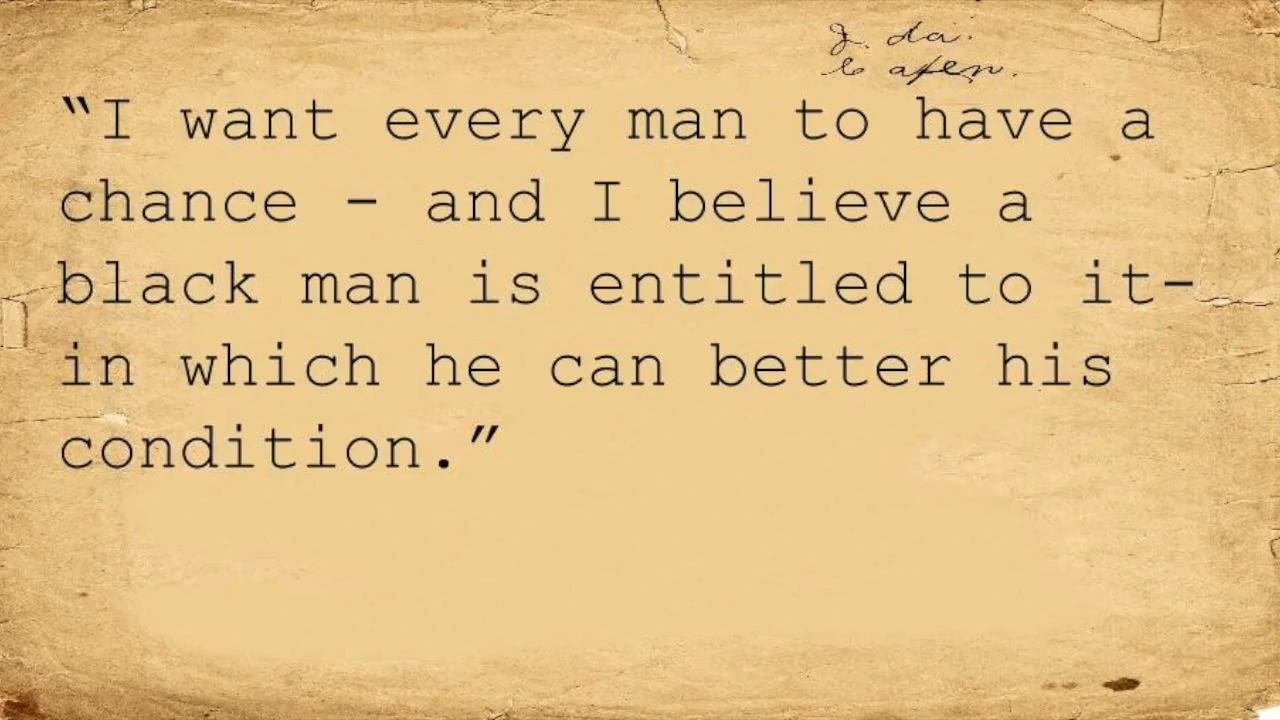 “I want every man to have a
chance - and I believe a
black man is entitled to it-
in which he can better his
condition.”